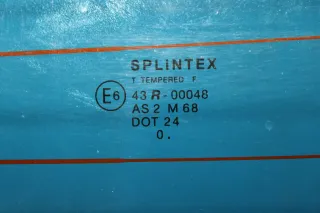 SPLINTEX
T TEMPERED F
E6 43 R-00048
AS 2 M 68
DOT 24
0.